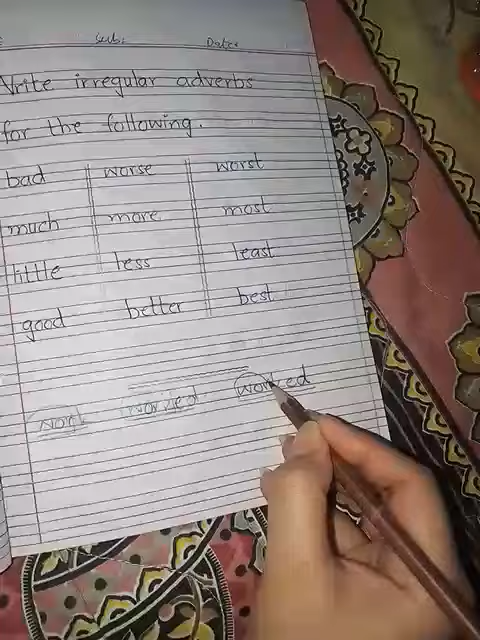 Sub: Date:
Write irregular adverbs
for the following.
bad worse worst
much more most
little less least
good better best
work worked worked